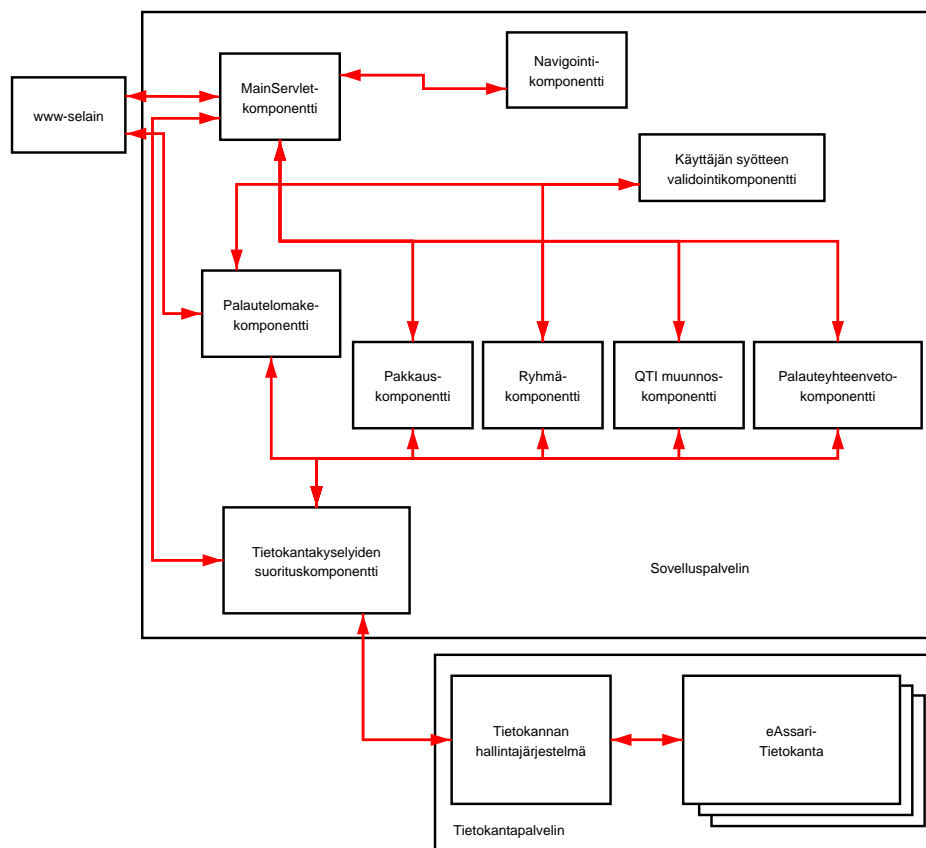 Navigointi-
komponentti
MainServlet-
komponentti
www-selain
Käyttäjän syötteen
validointikomponentti
Palautelomake-
komponentti
Pakkaus-
komponentti
Ryhmä-
komponentti
QTI muunnos-
komponentti
Palauteyhteenveto-
komponentti
Tietokantakyselyiden
suorituskomponentti
Sovelluspalvelin
Tietokannan
hallintajärjestelmä
eAssari-
Tietokanta
Tietokantapalvelin